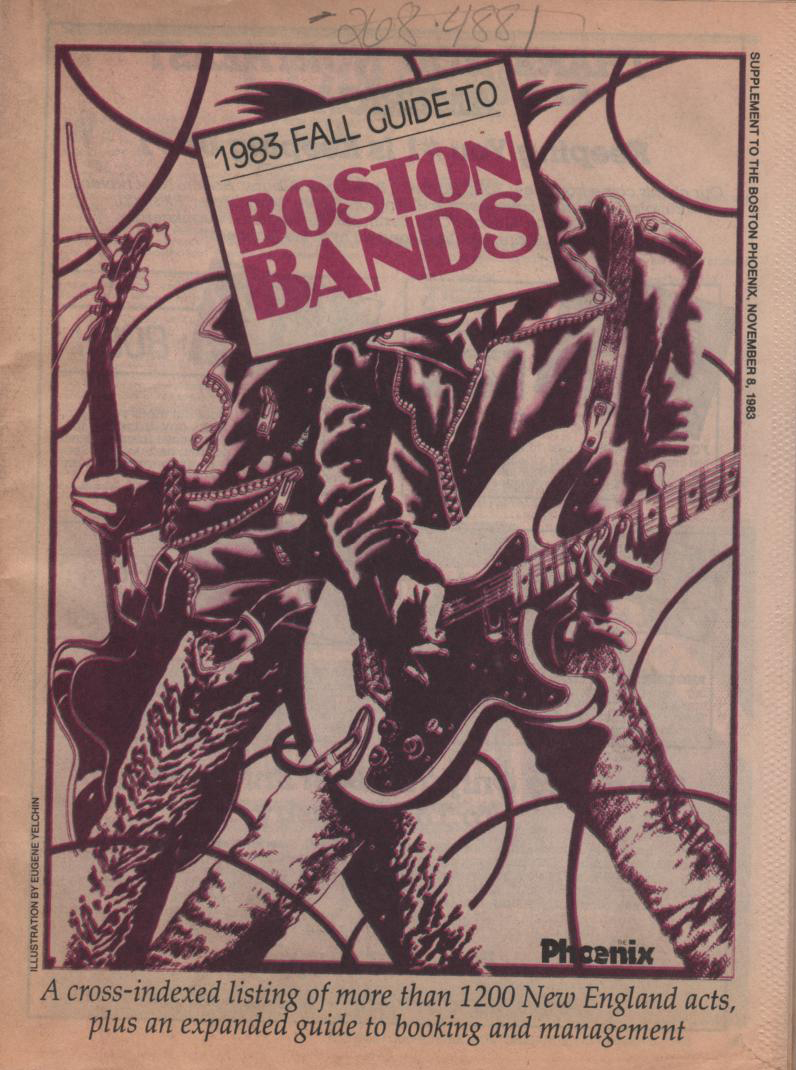 268-4881
1983 FALL GUIDE TO
BOSTON
BANDS
SUPPLEMENT TO THE BOSTON PHOENIX, NOVEMBER 8, 1983
ILLUSTRATION BY EUGENE YELCHIN
THE
Phoenix
A cross-indexed listing of more than 1200 New England acts,
plus an expanded guide to booking and management